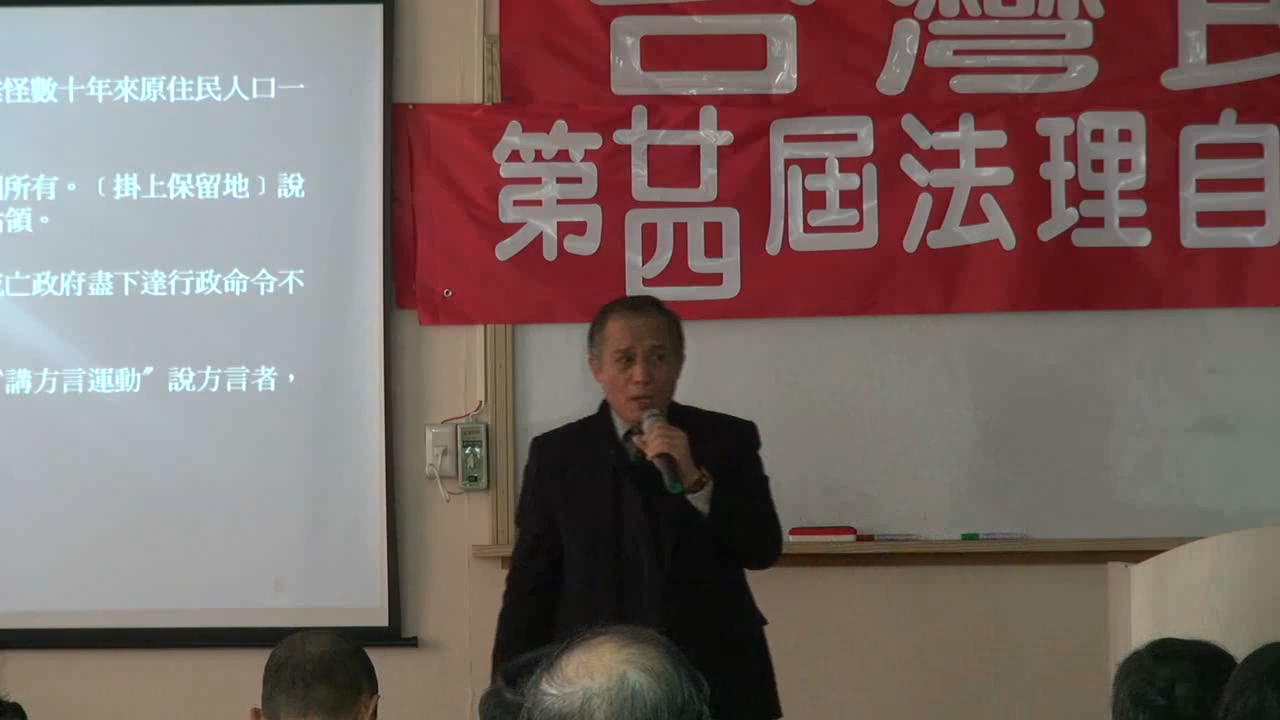 怪數十年來原住民人口一
所有。﹝掛上保留地﹞說
領。
亡政府盡下達行政命令不
“講方言運動”說方言者，
台灣
第廿四屆法理自